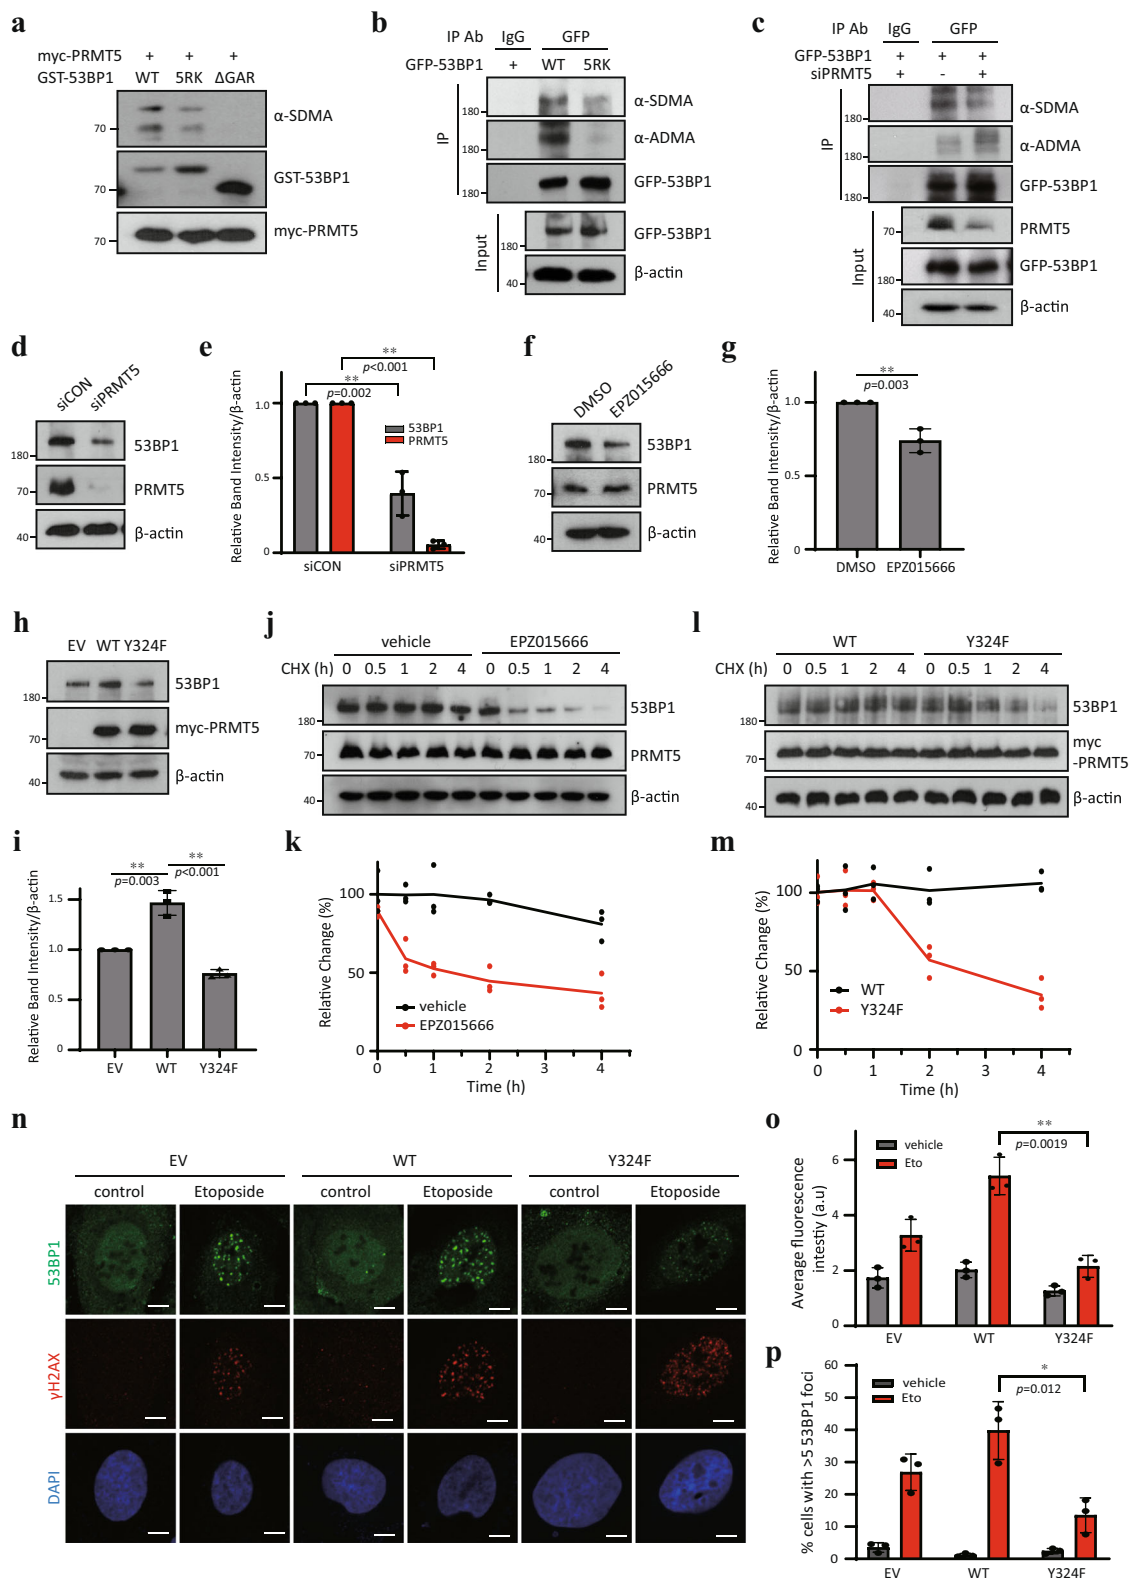 a
myc-PRMT5 + + +
GST-53BP1 WT 5RK ΔGAR
α-SDMA
70
GST-53BP1
70
myc-PRMT5
70
b
IP Ab IgG GFP
GFP-53BP1 + WT 5RK
IP
α-SDMA
180
α-ADMA
180
GFP-53BP1
180
Input
GFP-53BP1
180
β-actin
40
c
IP Ab IgG GFP
GFP-53BP1 + + +
siPRMT5 + - +
IP
α-SDMA
180
α-ADMA
180
GFP-53BP1
180
Input
PRMT5
70
GFP-53BP1
180
β-actin
40
d
siCON siPRMT5
53BP1
180
PRMT5
70
β-actin
40
e
Relative Band Intensity/β-actin
**
p<0.001
**
p=0.002
1.0
0.5
0
53BP1
PRMT5
siCON siPRMT5
f
DMSO EPZ015666
53BP1
180
PRMT5
70
β-actin
40
g
Relative Band Intensity/β-actin
**
p=0.003
1.0
0.5
0
DMSO EPZ015666
h
EV WT Y324F
53BP1
180
myc-PRMT5
70
β-actin
40
i
Relative Band Intensity/β-actin
** **
p=0.003 p<0.001
1.5
1.0
0.5
0
EV WT Y324F
j
vehicle EPZ015666
CHX (h) 0 0.5 1 2 4 0 0.5 1 2 4
53BP1
180
PRMT5
70
β-actin
40
k
Relative Change (%)
100
50
0
vehicle
EPZ015666
0 1 2 3 4
Time (h)
l
WT Y324F
CHX (h) 0 0.5 1 2 4 0 0.5 1 2 4
53BP1
180
myc
-PRMT5
70
β-actin
40
m
Relative Change (%)
100
50
0
WT
Y324F
0 1 2 3 4
Time (h)
n
EV WT Y324F
control Etoposide control Etoposide control Etoposide
53BP1
γH2AX
DAPI
o
Average fluorescence
intestiy (a.u)
vehicle
Eto
**
p=0.0019
6
4
2
0
EV WT Y324F
p
% cells with >5 53BP1 foci
vehicle
Eto
*
p=0.012
60
50
40
30
20
10
0
EV WT Y324F